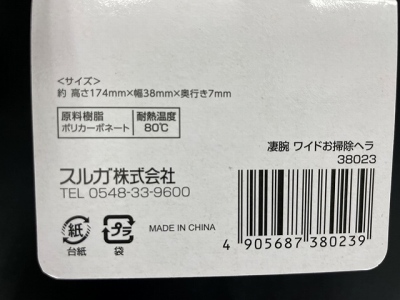 <サイズ>
約 高さ174mm×幅38mm×奥行き7mm
原料樹脂 耐熱温度
ポリカーボネート 80℃
凄腕 ワイドお掃除ヘラ
38023
スルガ株式会社
TEL 0548-33-9600
紙 プラ MADE IN CHINA
台紙 袋
4 905687 380239